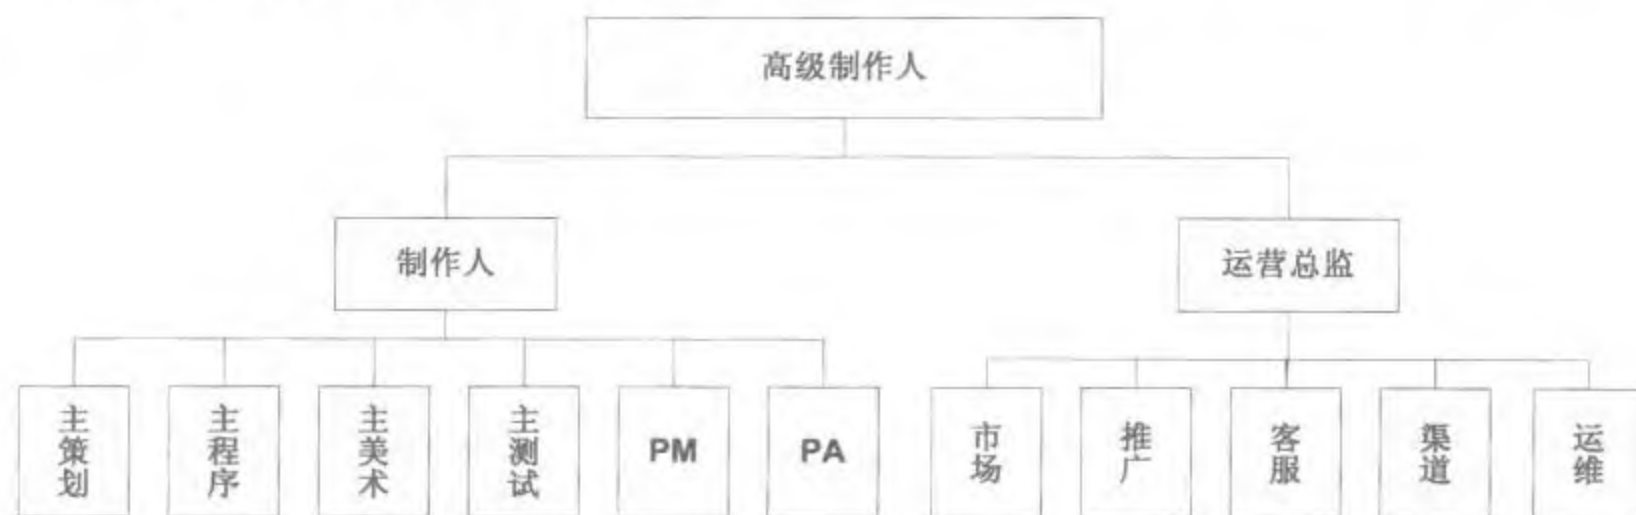 高级制作人
制作人
运营总监
主策划
主程序
主美术
主测试
PM
PA
市场
推广
客服
渠道
运维